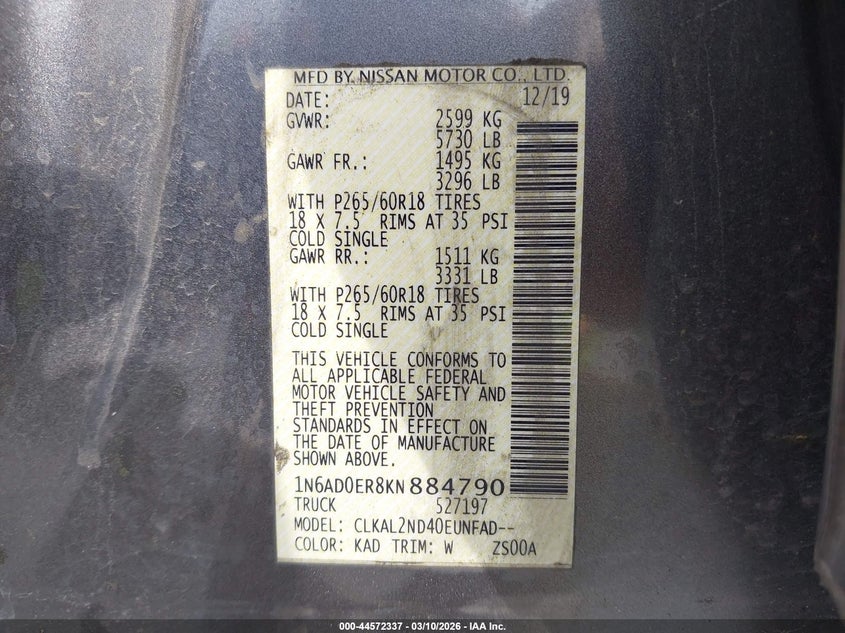 MFD BY NISSAN MOTOR CO., LTD.
DATE: 12/19
GVWR: 2599 KG
5730 LB
GAWR FR.: 1495 KG
3296 LB
WITH P265/60R18 TIRES
18 X 7.5 RIMS AT 35 PSI
COLD SINGLE
GAWR RR.: 1511 KG
3331 LB
WITH P265/60R18 TIRES
18 X 7.5 RIMS AT 35 PSI
COLD SINGLE
THIS VEHICLE CONFORMS TO
ALL APPLICABLE FEDERAL
MOTOR VEHICLE SAFETY AND
THEFT PREVENTION
STANDARDS IN EFFECT ON
THE DATE OF MANUFACTURE
SHOWN ABOVE.
1N6AD0ER8KN884790
TRUCK 527197
MODEL: CLKAL2ND40EUNFAD--
COLOR: KAD TRIM: W ZS00A
000-44572337 - 03/10/2026 - IAA Inc.